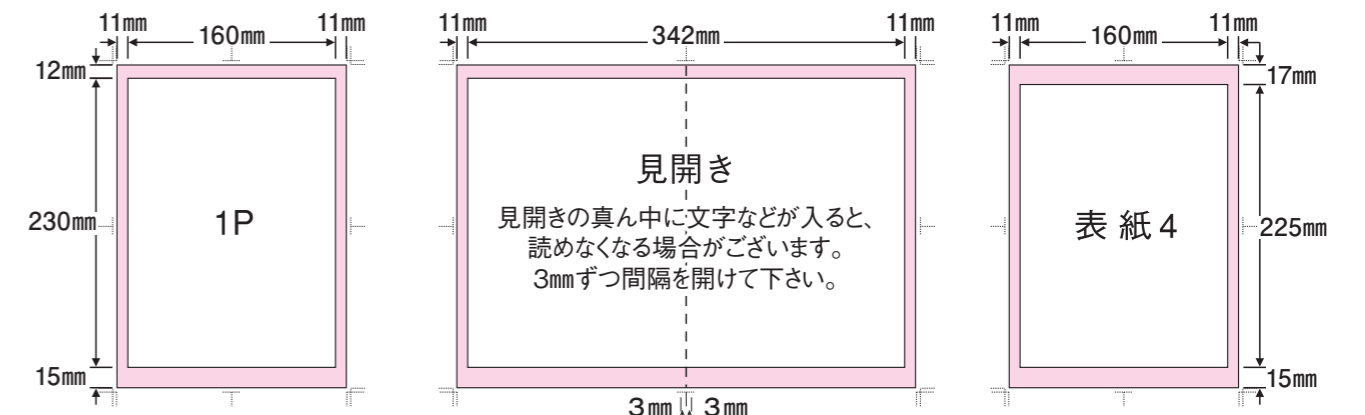 11㎜
160㎜
11㎜
12㎜
230㎜
1P
15㎜
11㎜
342㎜
11㎜
見開き
見開きの真ん中に文字などが入ると、
読めなくなる場合がございます。
3㎜ずつ間隔を開けて下さい。
3㎜ 3㎜
11㎜
160㎜
11㎜
17㎜
表紙4
225㎜
15㎜